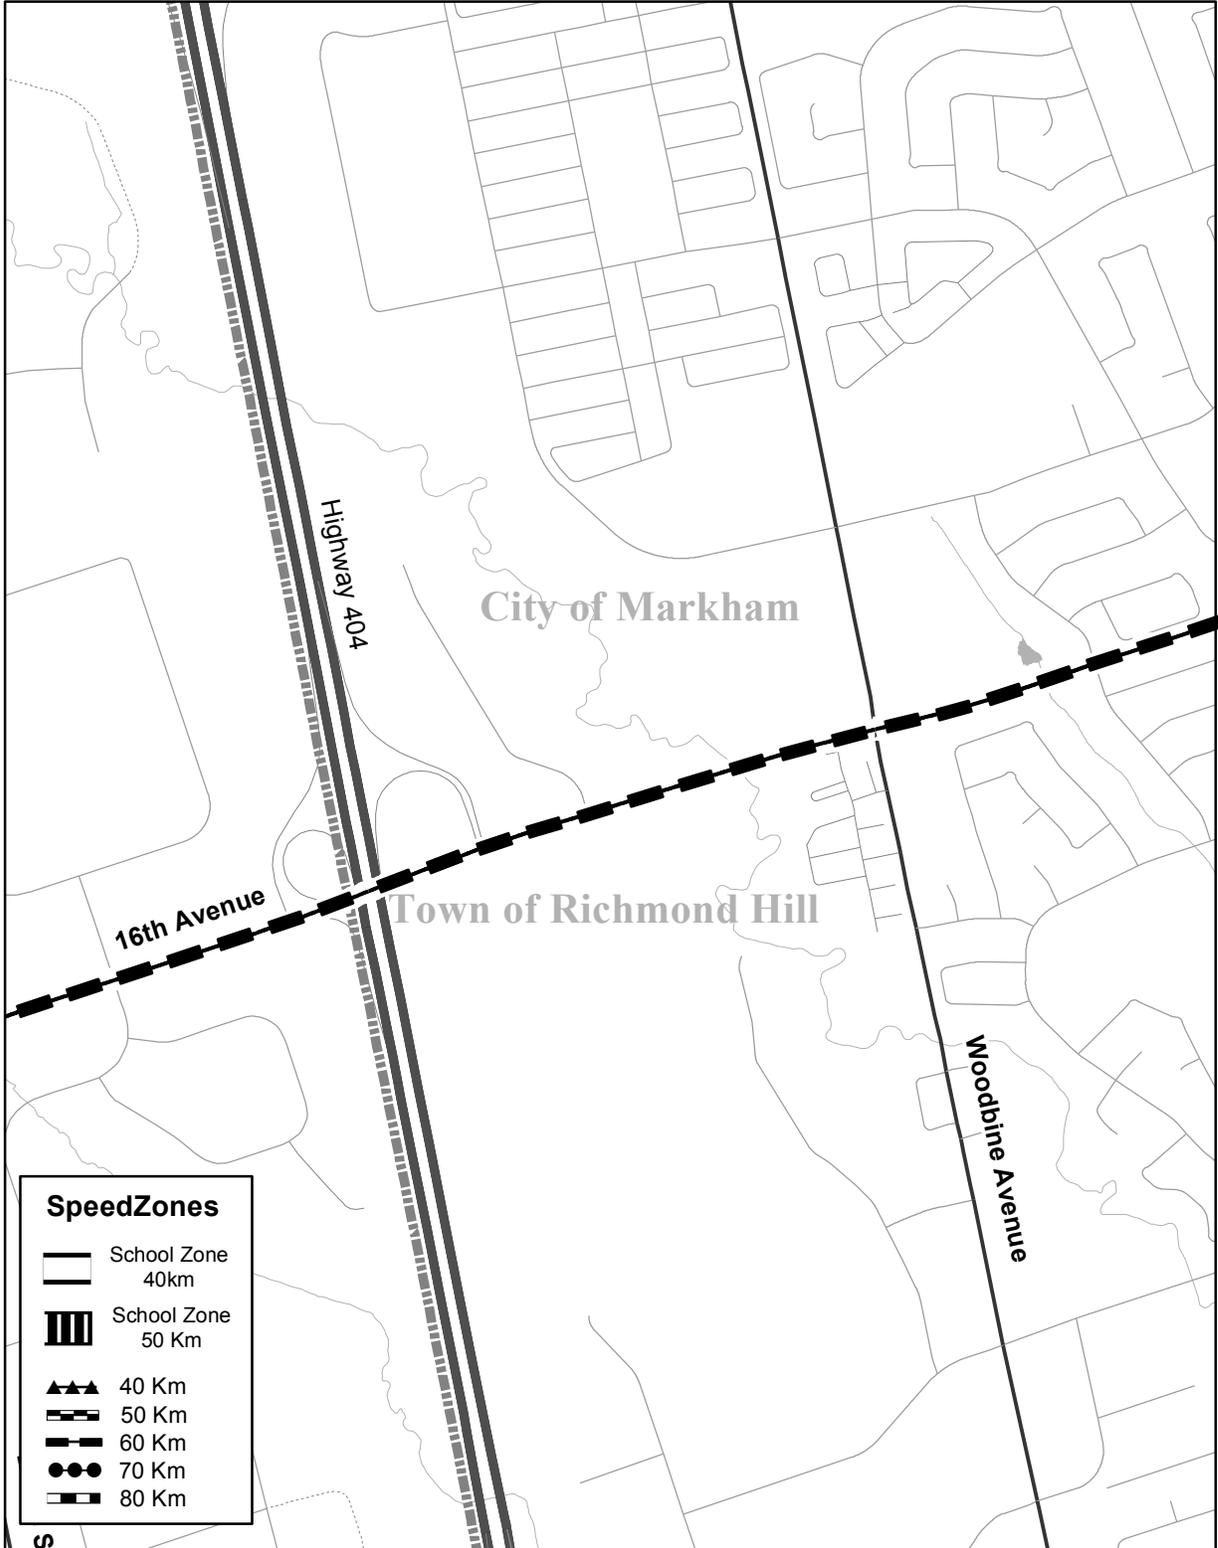 Highway 404
City of Markham
16th Avenue
Town of Richmond Hill
Woodbine Avenue
SpeedZones
School Zone
40km
School Zone
50 Km
40 Km
50 Km
60 Km
70 Km
80 Km
S